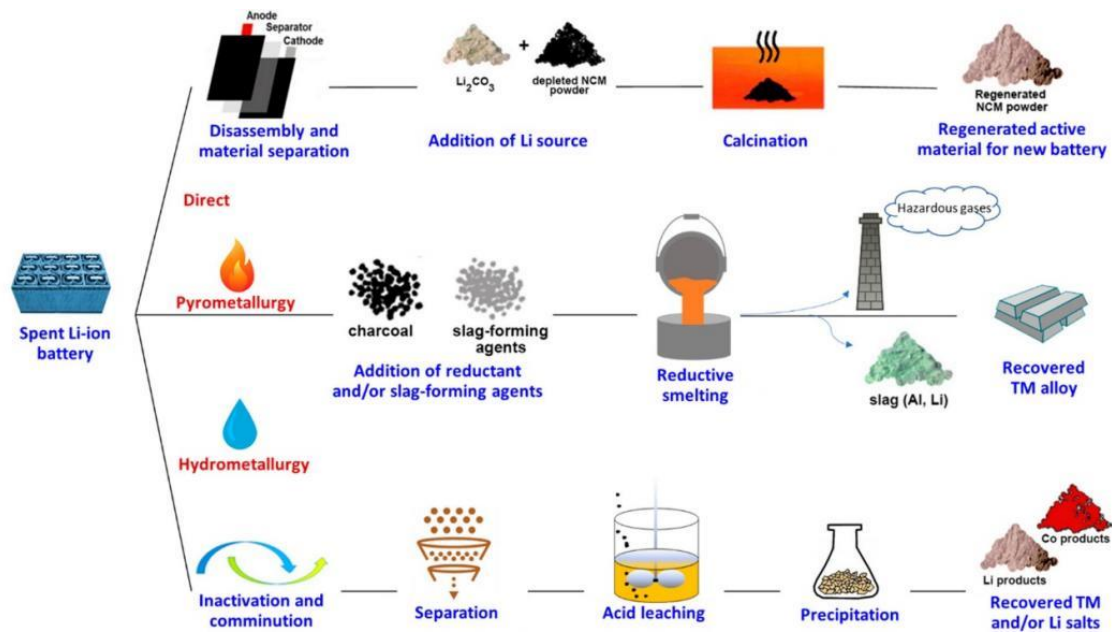 Anode
Separator
Cathode
Disassembly and
material separation
Li₂CO₃
+
depleted NCM
powder
Addition of Li source
Calcination
Regenerated
NCM powder
Regenerated active
material for new battery
Direct
Spent Li-ion
battery
Pyrometallurgy
charcoal
slag-forming
agents
Addition of reductant
and/or slag-forming agents
Reductive
smelting
Hazardous gases
slag (Al, Li)
Recovered
TM alloy
Hydrometallurgy
Inactivation and
comminution
Separation
Acid leaching
Precipitation
Co products
Li products
Recovered TM
and/or Li salts